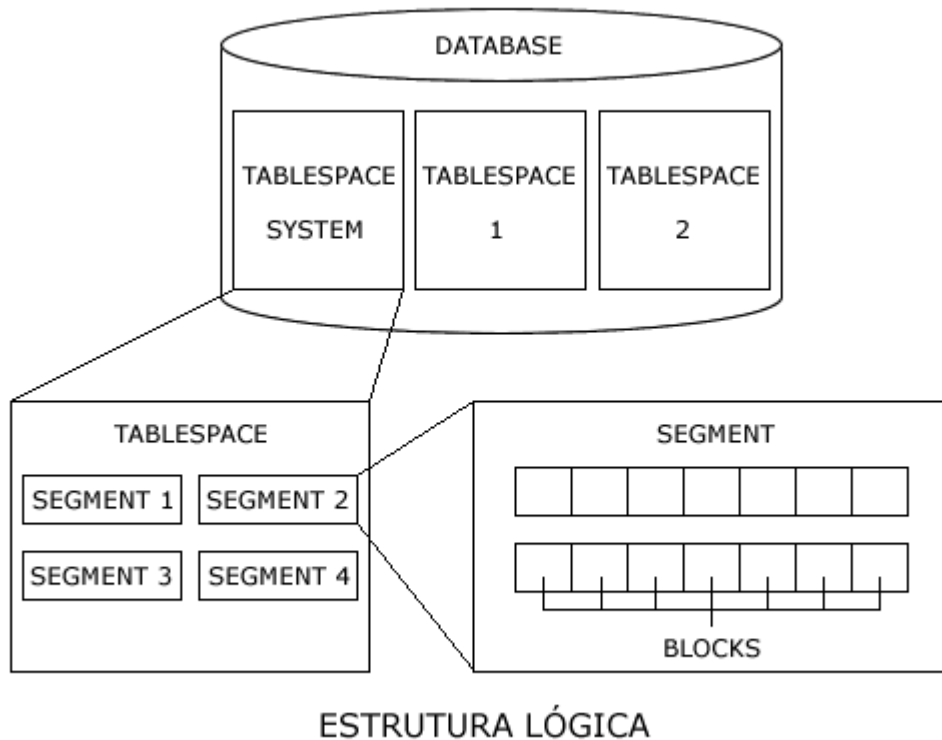 DATABASE
TABLESPACE
SYSTEM
TABLESPACE
1
TABLESPACE
2
TABLESPACE
SEGMENT 1
SEGMENT 2
SEGMENT 3
SEGMENT 4
SEGMENT
BLOCKS
ESTRUTURA LÓGICA